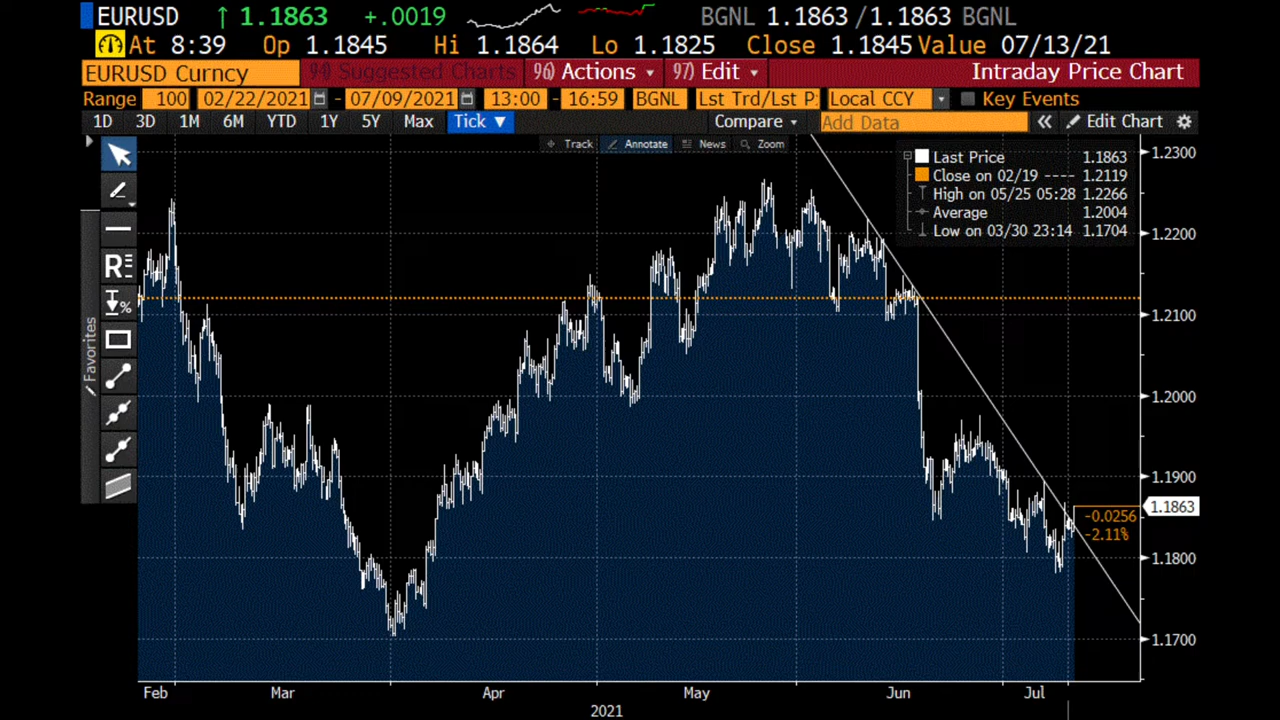 EURUSD ↑ 1.1863 +.0019 BGNL 1.1863 / 1.1863 BGNL
At 8:39 Op 1.1845 Hi 1.1864 Lo 1.1825 Close 1.1845 Value 07/13/21
EURUSD Curncy 94) Suggested Charts 96) Actions ▾ 97) Edit ▾ Intraday Price Chart
Range 100 02/22/2021 - 07/09/2021 13:00 - 16:59 BGNL Lst Trd/Lst P Local CCY Key Events
1D 3D 1M 6M YTD 1Y 5Y Max Tick ▼ Compare ▾ Add Data « Edit Chart
Track Annotate News Zoom
Last Price 1.1863
Close on 02/19 ---- 1.2119
High on 05/25 05:28 1.2266
Average 1.2004
Low on 03/30 23:14 1.1704
R
%
Favorites
1.2300
1.2200
1.2100
1.2000
1.1900
1.1863
-0.0256
-2.11%
1.1800
1.1700
Feb Mar Apr May Jun Jul
2021